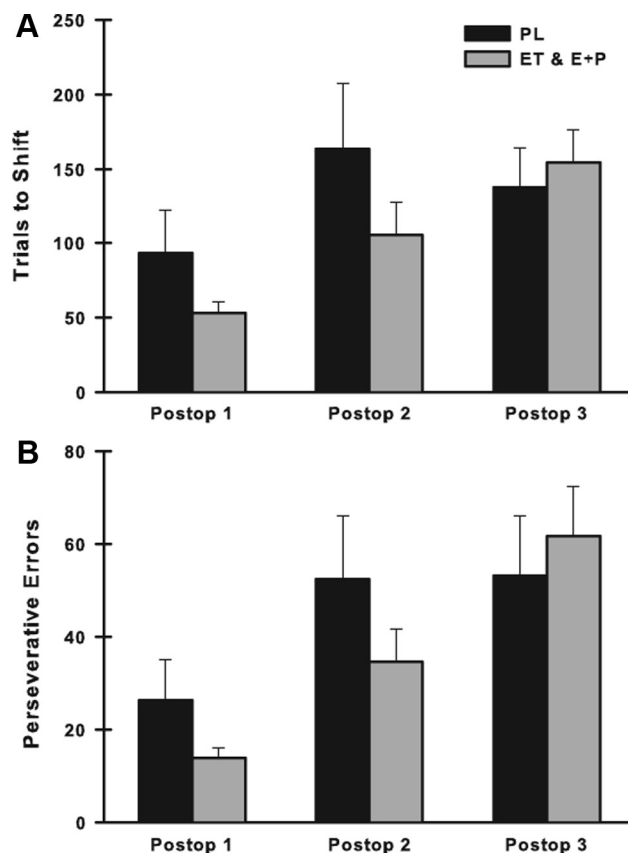 A
250
200
150
100
50
0
Trials to Shift
PL
ET & E+P
Postop 1 Postop 2 Postop 3
B
80
60
40
20
0
Perseverative Errors
Postop 1 Postop 2 Postop 3